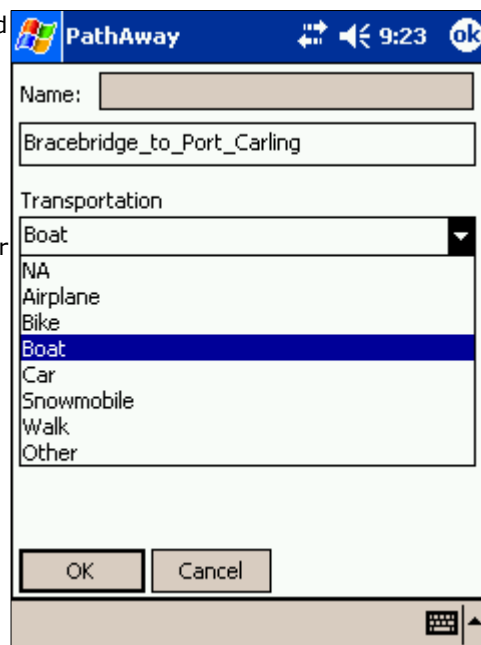 d
PathAway 9:23 ok
Name:
Bracebridge_to_Port_Carling
Transportation
Boat
r
NA
Airplane
Bike
Boat
Car
Snowmobile
Walk
Other
OK Cancel